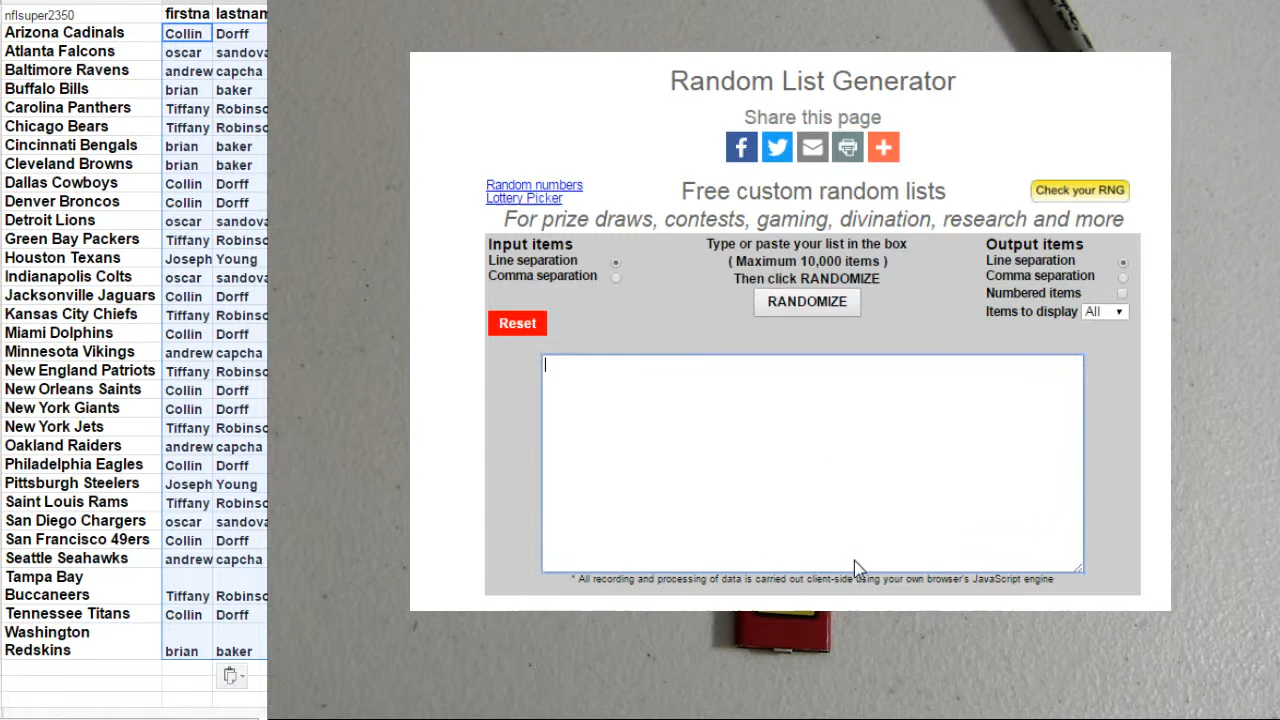 nflsuper2350 firstna lastnam
Arizona Cadinals Collin Dorff
Atlanta Falcons oscar sandova
Baltimore Ravens andrew capcha
Buffalo Bills brian baker
Carolina Panthers Tiffany Robinso
Chicago Bears Tiffany Robinso
Cincinnati Bengals brian baker
Cleveland Browns brian baker
Dallas Cowboys Collin Dorff
Denver Broncos Collin Dorff
Detroit Lions oscar sandova
Green Bay Packers Tiffany Robinso
Houston Texans Joseph Young
Indianapolis Colts oscar sandova
Jacksonville Jaguars Collin Dorff
Kansas City Chiefs Tiffany Robinso
Miami Dolphins Collin Dorff
Minnesota Vikings andrew capcha
New England Patriots Tiffany Robinso
New Orleans Saints Collin Dorff
New York Giants Collin Dorff
New York Jets Tiffany Robinso
Oakland Raiders andrew capcha
Philadelphia Eagles Collin Dorff
Pittsburgh Steelers Joseph Young
Saint Louis Rams Tiffany Robinso
San Diego Chargers oscar sandova
San Francisco 49ers Collin Dorff
Seattle Seahawks andrew capcha
Tampa Bay
Buccaneers Tiffany Robinso
Tennessee Titans Collin Dorff
Washington
Redskins brian baker
Random List Generator
Share this page
Random numbers
Lottery Picker
Free custom random lists
Check your RNG
For prize draws, contests, gaming, divination, research and more
Input items
Line separation
Comma separation
Reset
Type or paste your list in the box
( Maximum 10,000 items )
Then click RANDOMIZE
RANDOMIZE
Output items
Line separation
Comma separation
Numbered items
Items to display All
* All recording and processing of data is carried out client-side using your own browser's JavaScript engine